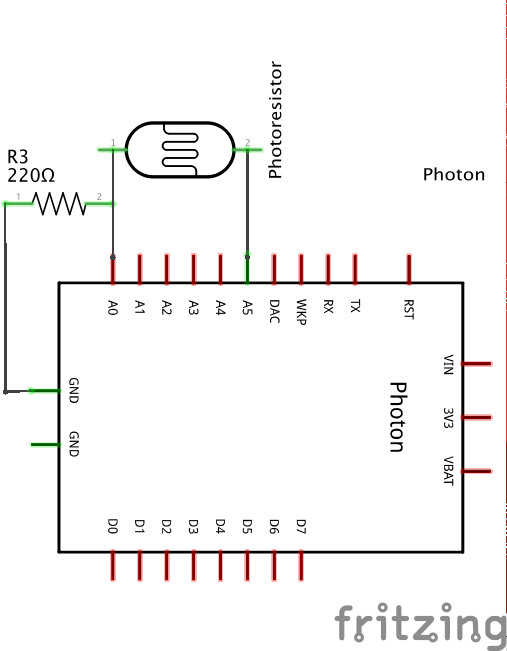 Photoresistor
R3
220Ω
1
2
1
2
Photon
A0
A1
A2
A3
A4
A5
DAC
WKP
RX
TX
RST
GND
GND
VIN
3V3
VBAT
Photon
D0
D1
D2
D3
D4
D5
D6
D7
fritzing